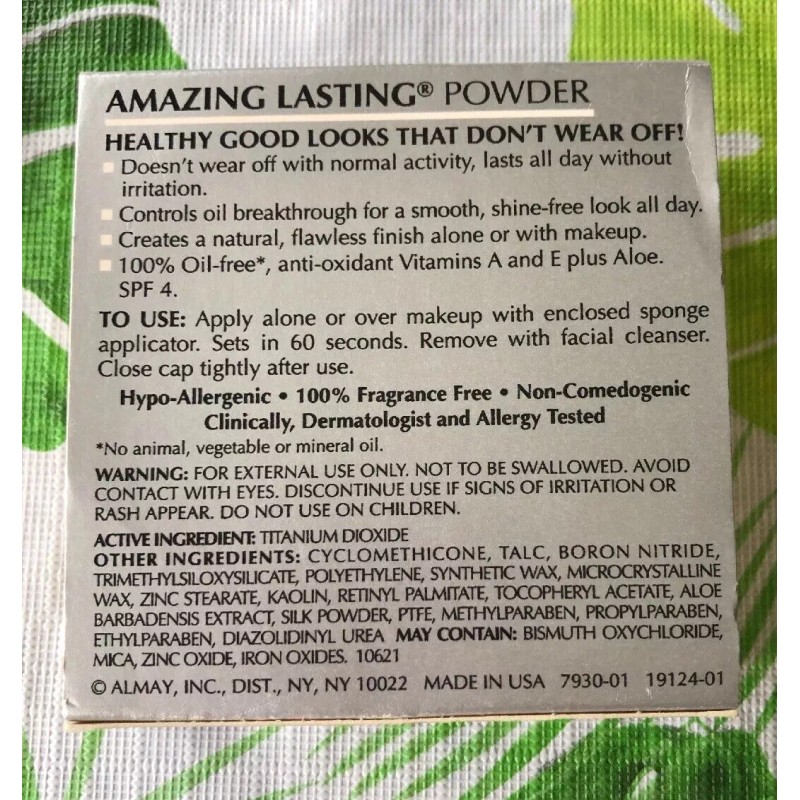 AMAZING LASTING® POWDER
HEALTHY GOOD LOOKS THAT DON'T WEAR OFF!
Doesn't wear off with normal activity, lasts all day without
irritation.
Controls oil breakthrough for a smooth, shine-free look all day.
Creates a natural, flawless finish alone or with makeup.
100% Oil-free*, anti-oxidant Vitamins A and E plus Aloe.
SPF 4.
TO USE: Apply alone or over makeup with enclosed sponge
applicator. Sets in 60 seconds. Remove with facial cleanser.
Close cap tightly after use.
Hypo-Allergenic • 100% Fragrance Free • Non-Comedogenic
Clinically, Dermatologist and Allergy Tested
*No animal, vegetable or mineral oil.
WARNING: FOR EXTERNAL USE ONLY. NOT TO BE SWALLOWED. AVOID
CONTACT WITH EYES. DISCONTINUE USE IF SIGNS OF IRRITATION OR
RASH APPEAR. DO NOT USE ON CHILDREN.
ACTIVE INGREDIENT: TITANIUM DIOXIDE
OTHER INGREDIENTS: CYCLOMETHICONE, TALC, BORON NITRIDE,
TRIMETHYLSILOXYSILICATE, POLYETHYLENE, SYNTHETIC WAX, MICROCRYSTALLINE
WAX, ZINC STEARATE, KAOLIN, RETINYL PALMITATE, TOCOPHERYL ACETATE, ALOE
BARBADENSIS EXTRACT, SILK POWDER, PTFE, METHYLPARABEN, PROPYLPARABEN,
ETHYLPARABEN, DIAZOLIDINYL UREA MAY CONTAIN: BISMUTH OXYCHLORIDE,
MICA, ZINC OXIDE, IRON OXIDES. 10621
© ALMAY, INC., DIST., NY, NY 10022 MADE IN USA 7930-01 19124-01